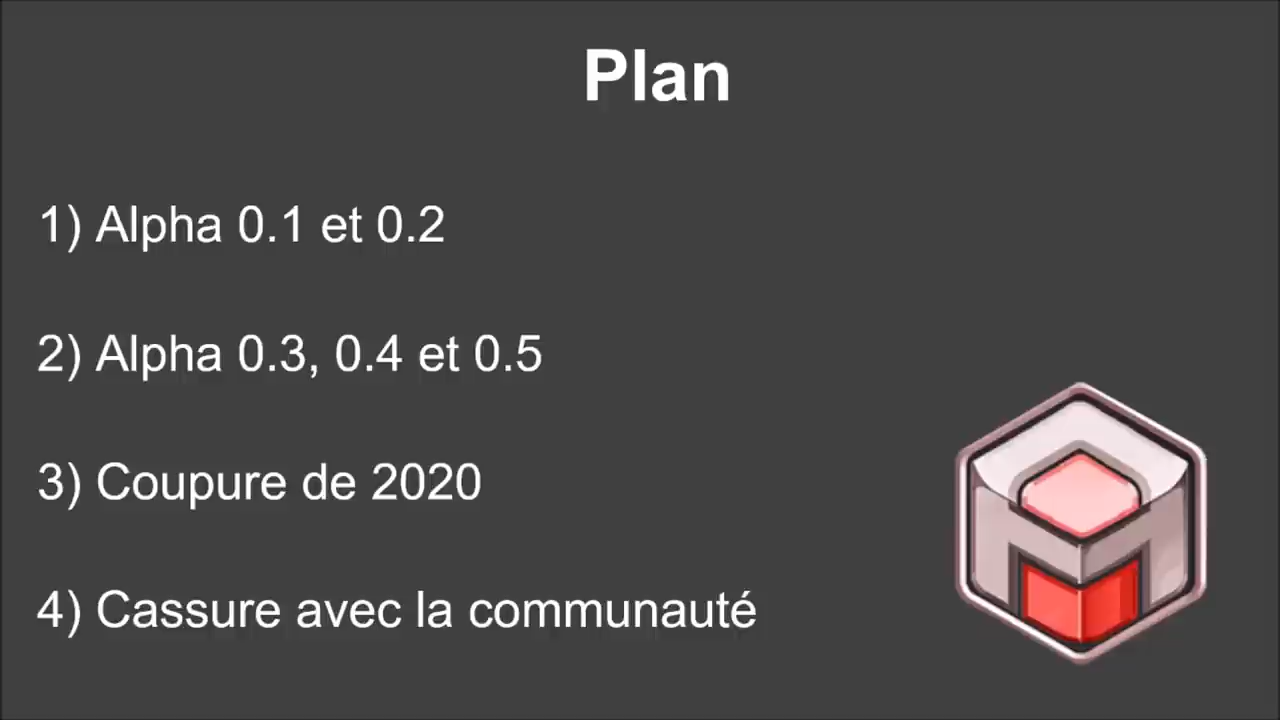 Plan
1) Alpha 0.1 et 0.2
2) Alpha 0.3, 0.4 et 0.5
3) Coupure de 2020
4) Cassure avec la communauté